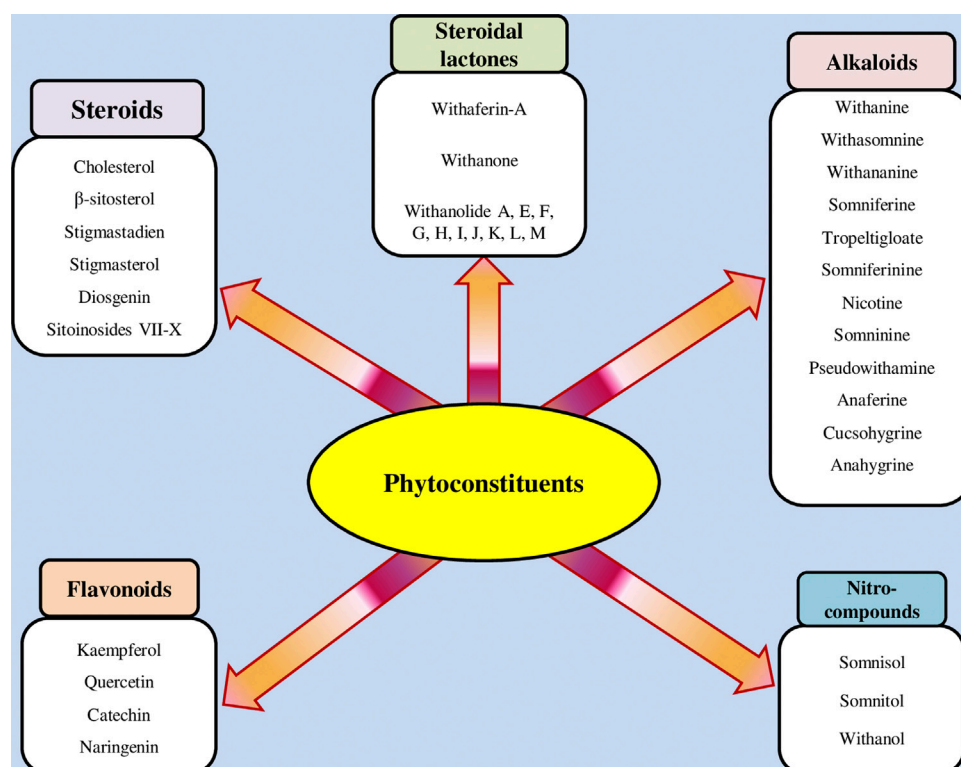 Steroids
Cholesterol
β-sitosterol
Stigmastadien
Stigmasterol
Diosgenin
Sitoinosides VII-X
Steroidal
lactones
Withaferin-A
Withanone
Withanolide A, E, F,
G, H, I, J, K, L, M
Alkaloids
Withanine
Withasomnine
Withananine
Somniferine
Tropeltigloate
Somniferinine
Nicotine
Somninine
Pseudowithamine
Anaferine
Cucsohygrine
Anahygrine
Phytoconstituents
Flavonoids
Kaempferol
Quercetin
Catechin
Naringenin
Nitro-
compounds
Somnisol
Somnitol
Withanol